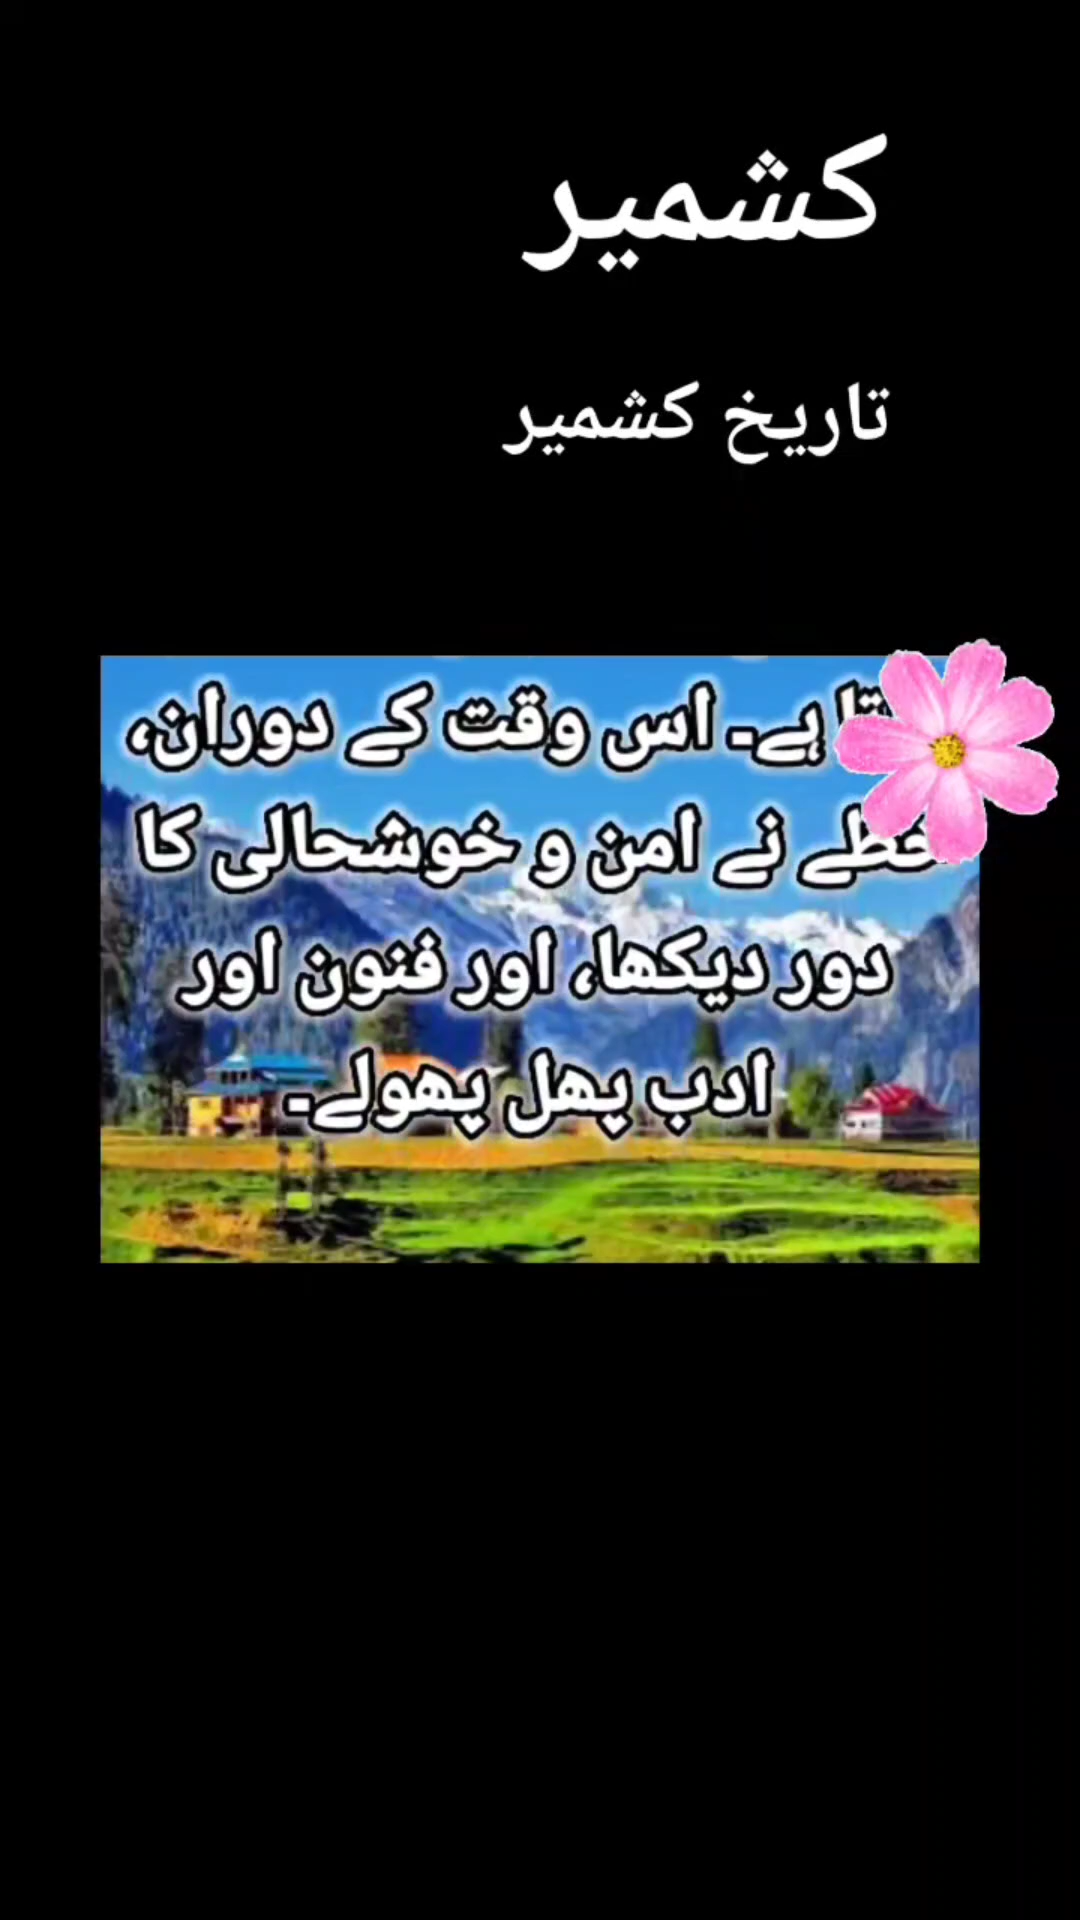 کشمیر
تاریخ کشمیر
ہے۔ اس وقت کے دوران،
خطے نے امن و خوشحالی کا
دور دیکھا، اور فنون اور
ادب پھل پھولے۔